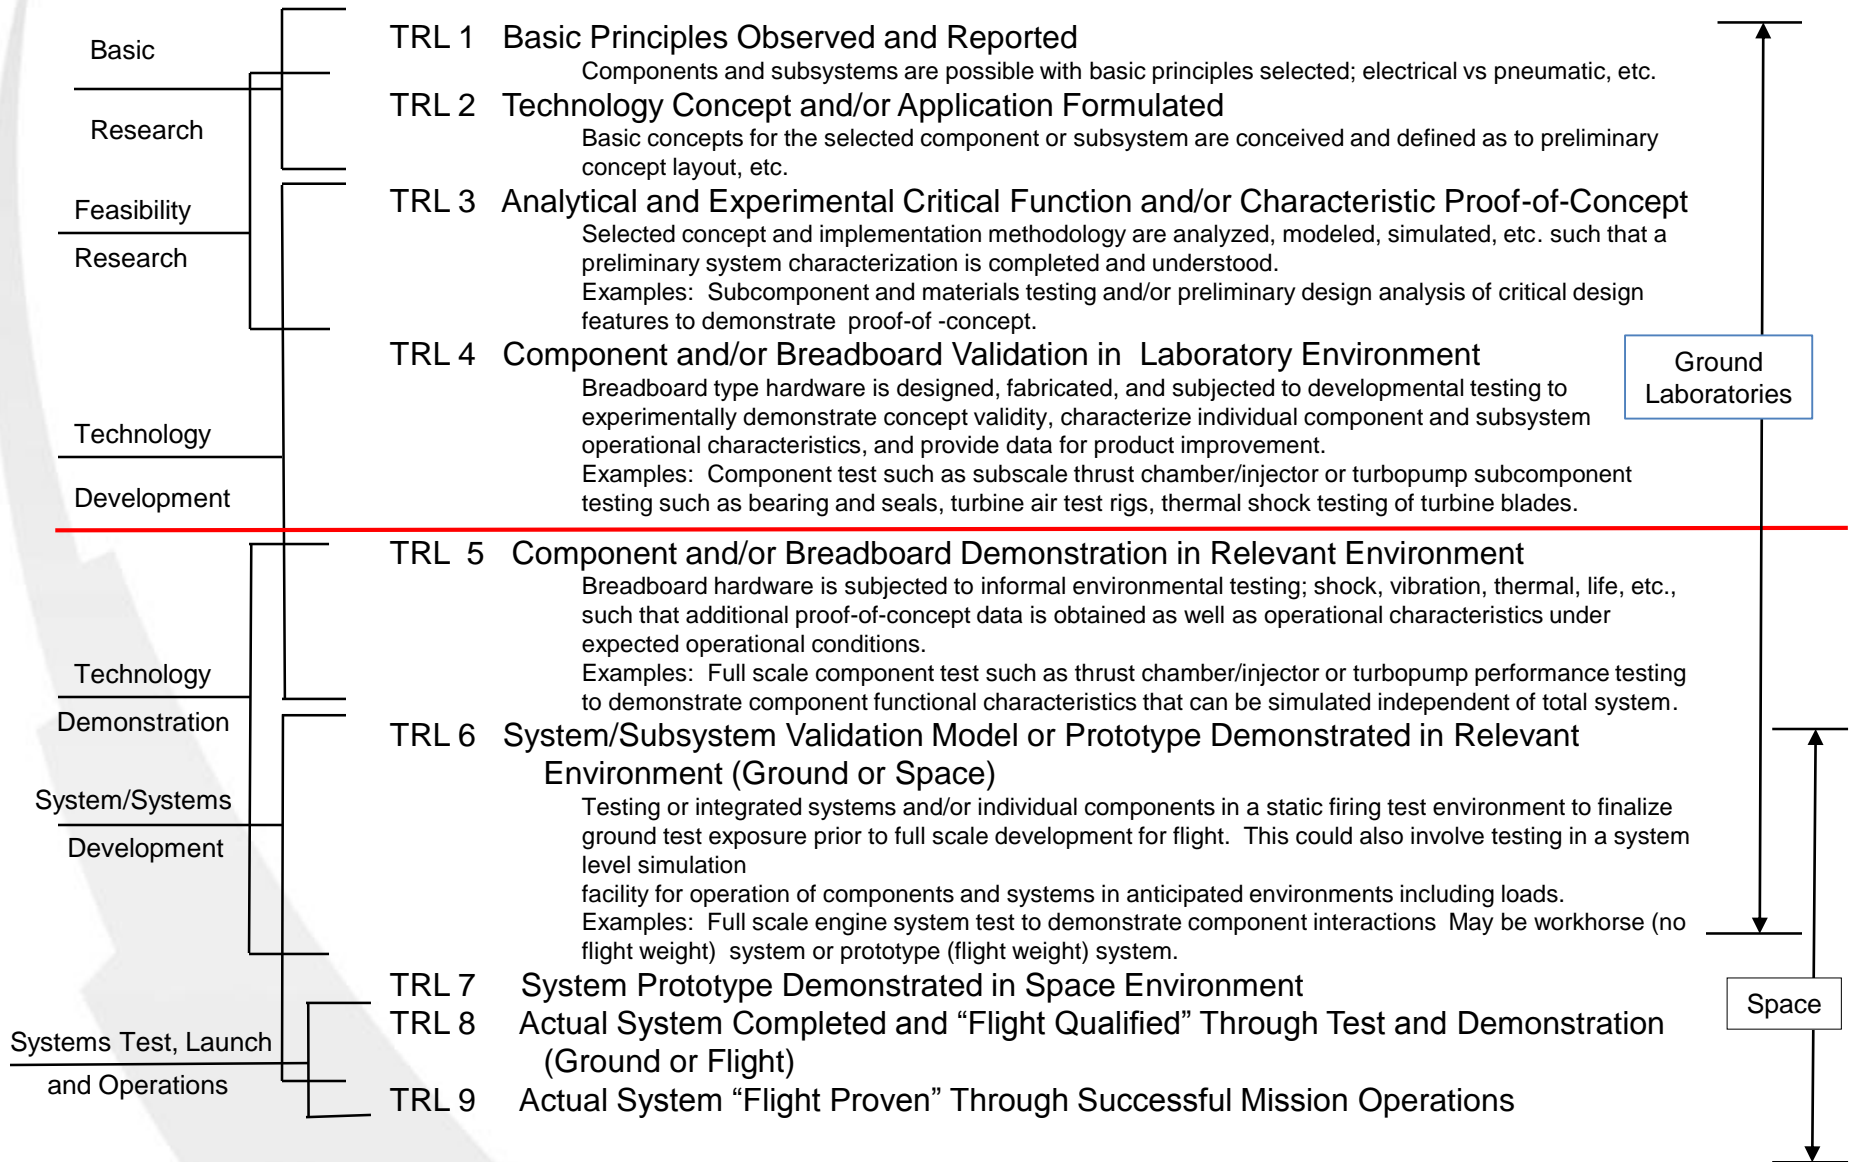 Basic
Research
Feasibility
Research
Technology
Development
Technology
Demonstration
System/Systems
Development
Systems Test, Launch
and Operations
TRL 1 Basic Principles Observed and Reported
Components and subsystems are possible with basic principles selected; electrical vs pneumatic, etc.
TRL 2 Technology Concept and/or Application Formulated
Basic concepts for the selected component or subsystem are conceived and defined as to preliminary
concept layout, etc.
TRL 3 Analytical and Experimental Critical Function and/or Characteristic Proof-of-Concept
Selected concept and implementation methodology are analyzed, modeled, simulated, etc. such that a
preliminary system characterization is completed and understood.
Examples: Subcomponent and materials testing and/or preliminary design analysis of critical design
features to demonstrate proof-of -concept.
TRL 4 Component and/or Breadboard Validation in Laboratory Environment
Breadboard type hardware is designed, fabricated, and subjected to developmental testing to
experimentally demonstrate concept validity, characterize individual component and subsystem
operational characteristics, and provide data for product improvement.
Examples: Component test such as subscale thrust chamber/injector or turbopump subcomponent
testing such as bearing and seals, turbine air test rigs, thermal shock testing of turbine blades.
TRL 5 Component and/or Breadboard Demonstration in Relevant Environment
Breadboard hardware is subjected to informal environmental testing; shock, vibration, thermal, life, etc.,
such that additional proof-of-concept data is obtained as well as operational characteristics under
expected operational conditions.
Examples: Full scale component test such as thrust chamber/injector or turbopump performance testing
to demonstrate component functional characteristics that can be simulated independent of total system.
TRL 6 System/Subsystem Validation Model or Prototype Demonstrated in Relevant
Environment (Ground or Space)
Testing or integrated systems and/or individual components in a static firing test environment to finalize
ground test exposure prior to full scale development for flight. This could also involve testing in a system
level simulation
facility for operation of components and systems in anticipated environments including loads.
Examples: Full scale engine system test to demonstrate component interactions May be workhorse (no
flight weight) system or prototype (flight weight) system.
TRL 7 System Prototype Demonstrated in Space Environment
TRL 8 Actual System Completed and “Flight Qualified” Through Test and Demonstration
(Ground or Flight)
TRL 9 Actual System “Flight Proven” Through Successful Mission Operations
Ground
Laboratories
Space